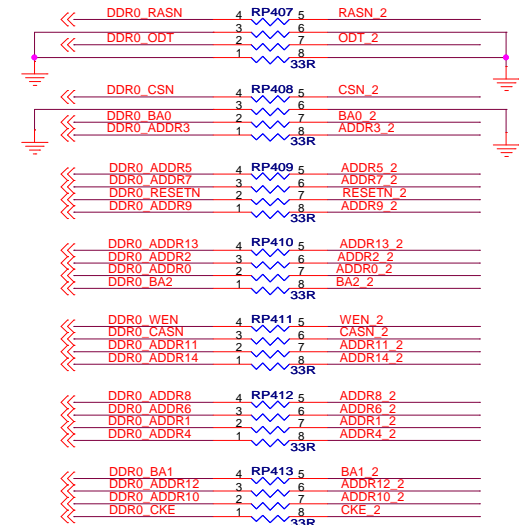 DDR0_RASN 4 RP407 5 RASN_2
3 6
DDR0_ODT 2 7 ODT_2
1 8
33R
DDR0_CSN 4 RP408 5 CSN_2
3 6
DDR0_BA0 2 7 BA0_2
DDR0_ADDR3 1 8 ADDR3_2
33R
DDR0_ADDR5 4 RP409 5 ADDR5_2
DDR0_ADDR7 3 6 ADDR7_2
DDR0_RESETN 2 7 RESETN_2
DDR0_ADDR9 1 8 ADDR9_2
33R
DDR0_ADDR13 4 RP410 5 ADDR13_2
DDR0_ADDR2 3 6 ADDR2_2
DDR0_ADDR0 2 7 ADDR0_2
DDR0_BA2 1 8 BA2_2
33R
DDR0_WEN 4 RP411 5 WEN_2
DDR0_CASN 3 6 CASN_2
DDR0_ADDR11 2 7 ADDR11_2
DDR0_ADDR14 1 8 ADDR14_2
33R
DDR0_ADDR8 4 RP412 5 ADDR8_2
DDR0_ADDR6 3 6 ADDR6_2
DDR0_ADDR1 2 7 ADDR1_2
DDR0_ADDR4 1 8 ADDR4_2
33R
DDR0_BA1 4 RP413 5 BA1_2
DDR0_ADDR12 3 6 ADDR12_2
DDR0_ADDR10 2 7 ADDR10_2
DDR0_CKE 1 8 CKE_2
33R